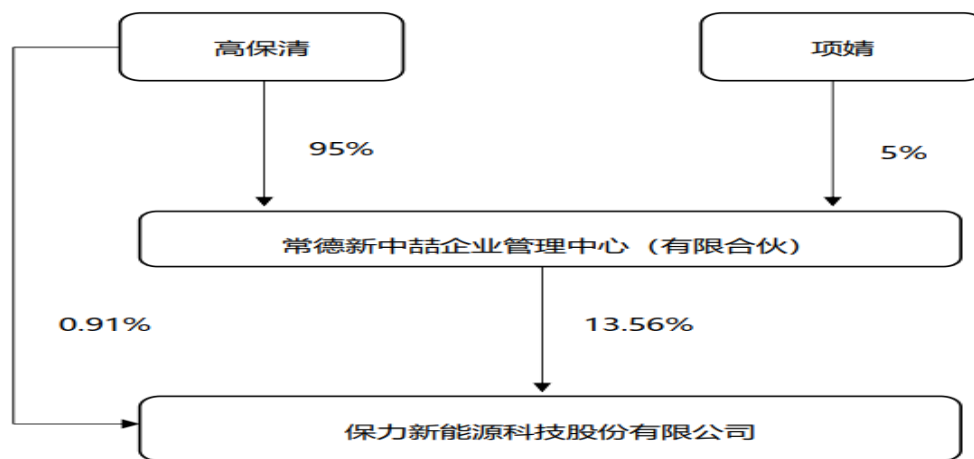 高保清
项婧
95%
5%
常德新中喆企业管理中心（有限合伙）
0.91%
13.56%
保力新能源科技股份有限公司